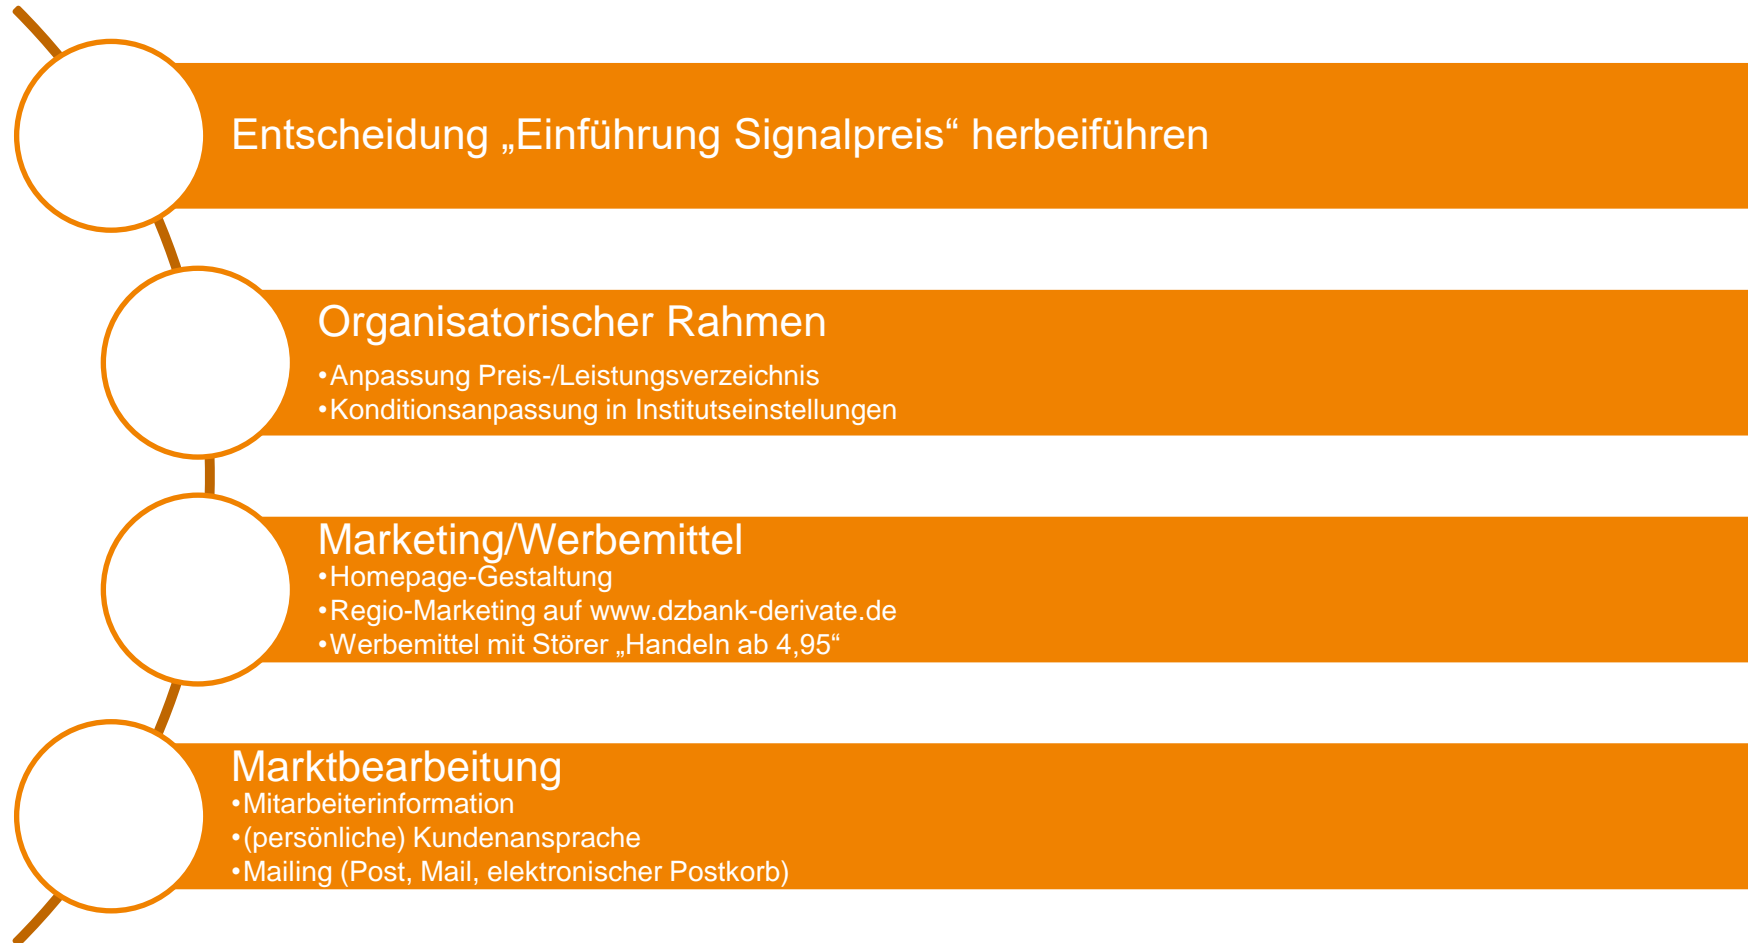 Entscheidung „Einführung Signalpreis“ herbeiführen
Organisatorischer Rahmen
•Anpassung Preis-/Leistungsverzeichnis
•Konditionsanpassung in Institutseinstellungen
Marketing/Werbemittel
•Homepage-Gestaltung
•Regio-Marketing auf www.dzbank-derivate.de
•Werbemittel mit Störer „Handeln ab 4,95“
Marktbearbeitung
•Mitarbeiterinformation
•(persönliche) Kundenansprache
•Mailing (Post, Mail, elektronischer Postkorb)